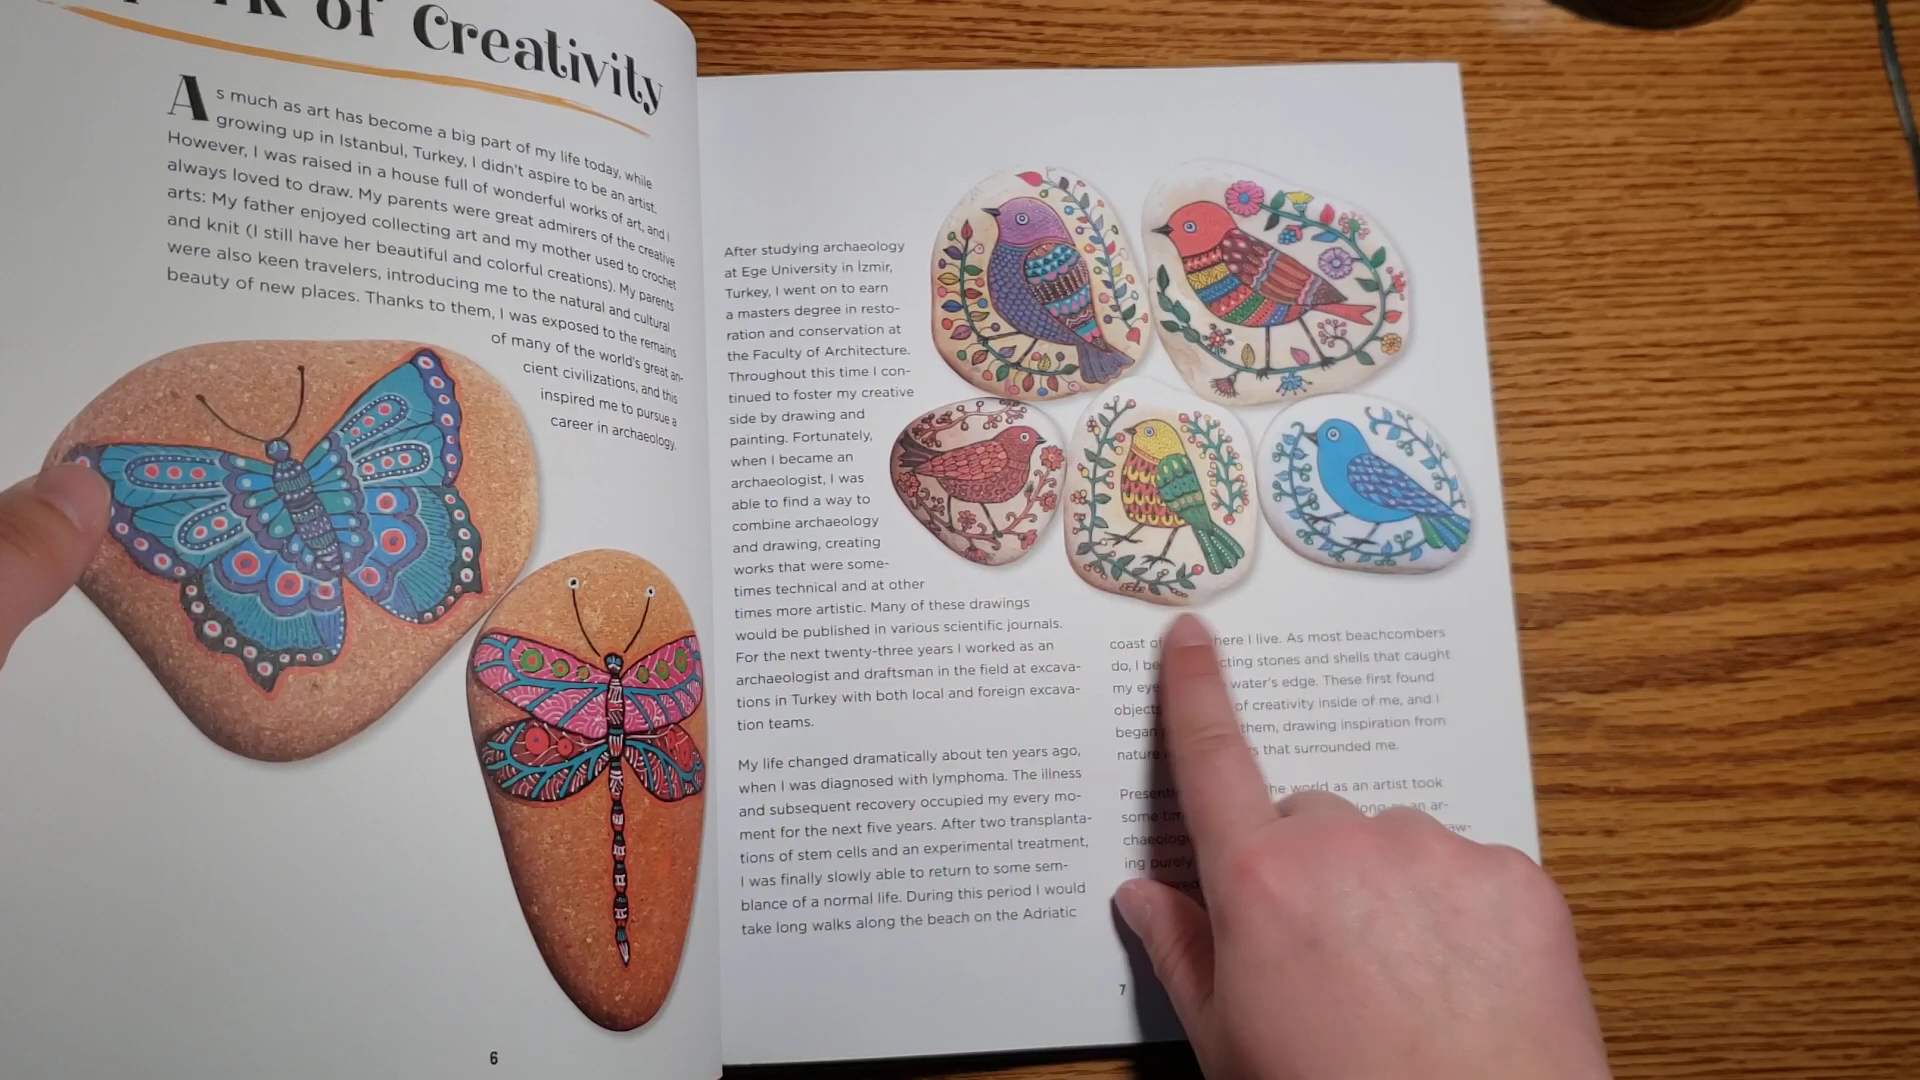 of Creativity
As much as art has become a big part of my life today, while
growing up in Istanbul, Turkey, I didn't aspire to be an artist.
However, I was raised in a house full of wonderful works of art, and I
always loved to draw. My parents were great admirers of the creative
arts: My father enjoyed collecting art and my mother used to crochet
and knit (I still have her beautiful and colorful creations). My parents
were also keen travelers, introducing me to the natural and cultural
beauty of new places. Thanks to them, I was exposed to the remains
of many of the world's great an-
cient civilizations, and this
inspired me to pursue a
career in archaeology.
6
After studying archaeology
at Ege University in İzmir,
Turkey, I went on to earn
a masters degree in resto-
ration and conservation at
the Faculty of Architecture.
Throughout this time I con-
tinued to foster my creative
side by drawing and
painting. Fortunately,
when I became an
archaeologist, I was
able to find a way to
combine archaeology
and drawing, creating
works that were some-
times technical and at other
times more artistic. Many of these drawings
would be published in various scientific journals.
For the next twenty-three years I worked as an
archaeologist and draftsman in the field at excava-
tions in Turkey with both local and foreign excava-
tion teams.
My life changed dramatically about ten years ago,
when I was diagnosed with lymphoma. The illness
and subsequent recovery occupied my every mo-
ment for the next five years. After two transplanta-
tions of stem cells and an experimental treatment,
I was finally slowly able to return to some sem-
blance of a normal life. During this period I would
take long walks along the beach on the Adriatic
coast of here I live. As most beachcombers
do, I cting stones and shells that caught
my eye water's edge. These first found
objects of creativity inside of me, and I
began them, drawing inspiration from
nature that surrounded me.
the world as an artist took
some long an ar-
chaeolog aw-
ing purely
7